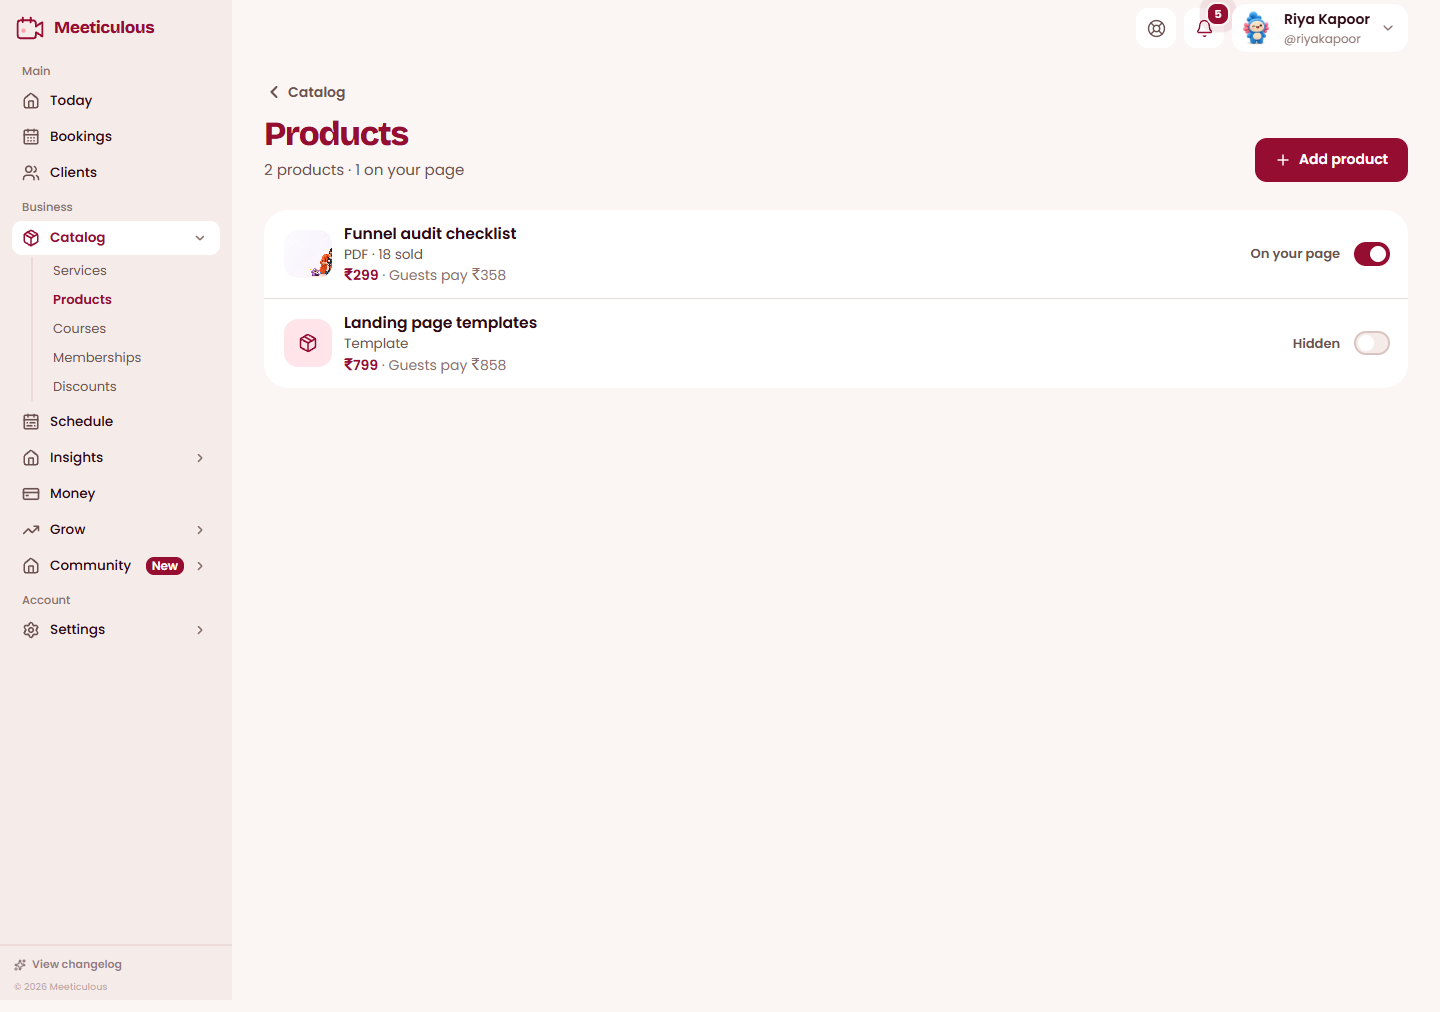 Meeticulous
Main
Today
Bookings
Clients
Business
Catalog
Services
Products
Courses
Memberships
Discounts
Schedule
Insights
Money
Grow
Community New
Account
Settings
View changelog
© 2026 Meeticulous
5
Riya Kapoor
@riyakapoor
Catalog
Products
2 products · 1 on your page
Add product
Funnel audit checklist
PDF · 18 sold
₹299 · Guests pay ₹358
On your page
Landing page templates
Template
₹799 · Guests pay ₹858
Hidden